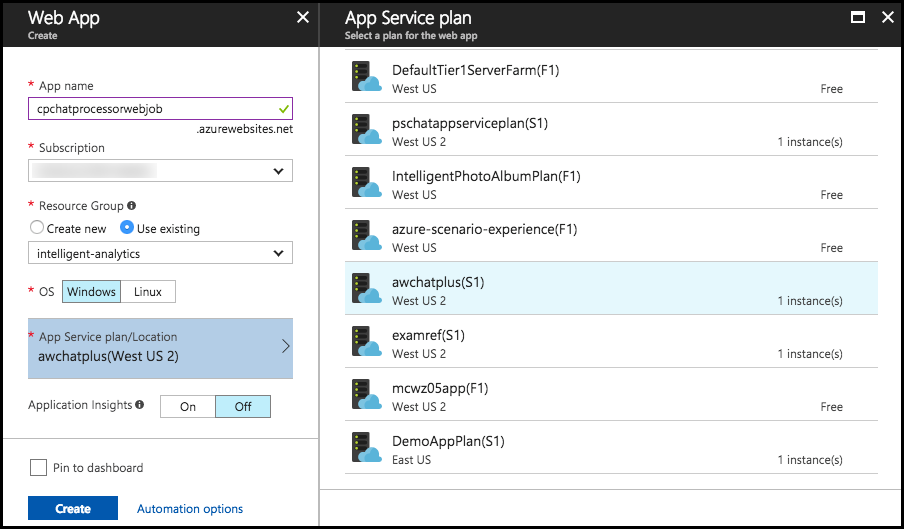 Web App
Create
* App name
cpchatprocessorwebjob
.azurewebsites.net
* Subscription
* Resource Group
Create new
Use existing
intelligent-analytics
* OS
Windows
Linux
* App Service plan/Location
awchatplus(West US 2)
Application Insights
On
Off
Pin to dashboard
Create
Automation options
App Service plan
Select a plan for the web app
DefaultTier1ServerFarm(F1)
West US
Free
pschatappserviceplan(S1)
West US 2
1 instance(s)
IntelligentPhotoAlbumPlan(F1)
West US
Free
azure-scenario-experience(F1)
West US
Free
awchatplus(S1)
West US 2
1 instance(s)
examref(S1)
West US 2
1 instance(s)
mcwz05app(F1)
West US 2
Free
DemoAppPlan(S1)
East US
1 instance(s)